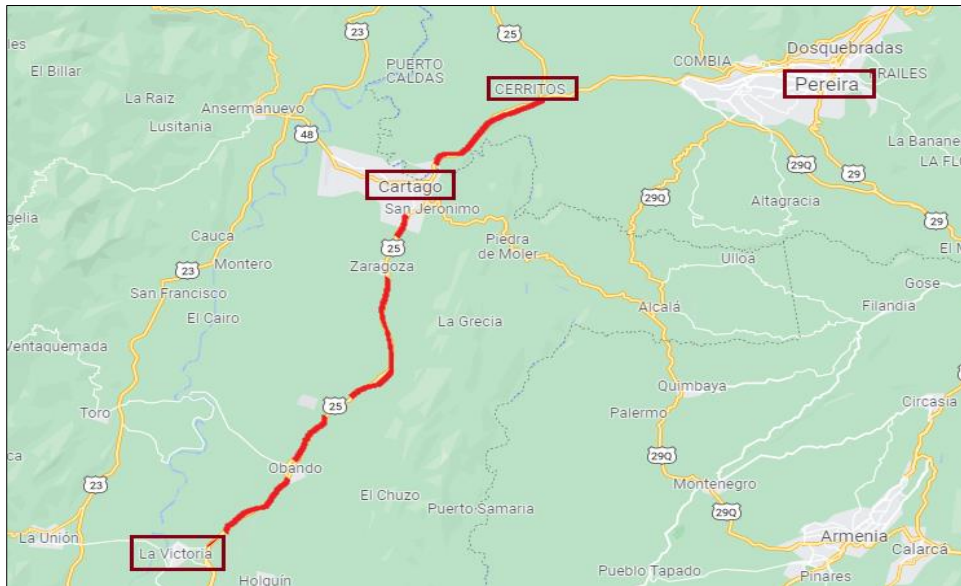 23
25
les
El Billar
PUERTO
CALDAS
COMBIA
Dosquebradas
La Raiz
CERRITOS
Pereira
FRAILES
Ansermanuevo
Lusitania
48
La Banane
LA FL
Cartago
29Q
29
San Jerónimo
Altagracia
gelia
29
Cauca
25
Piedra
de Moler
El M
23
Montero
Zaragoza
Ulloa
San Francisco
Gose
El Cairo
Alcalá
Filandia
La Grecia
Ventaquemada
Quimbaya
Toro
25
Palermo
Circasia
ca
29Q
Obando
23
El Chuzo
Montenegro
Puerto Samaria
29Q
La Unión
La Victoria
Armenia
Calarcá
Holguín
Pueblo Tapado
Pinares